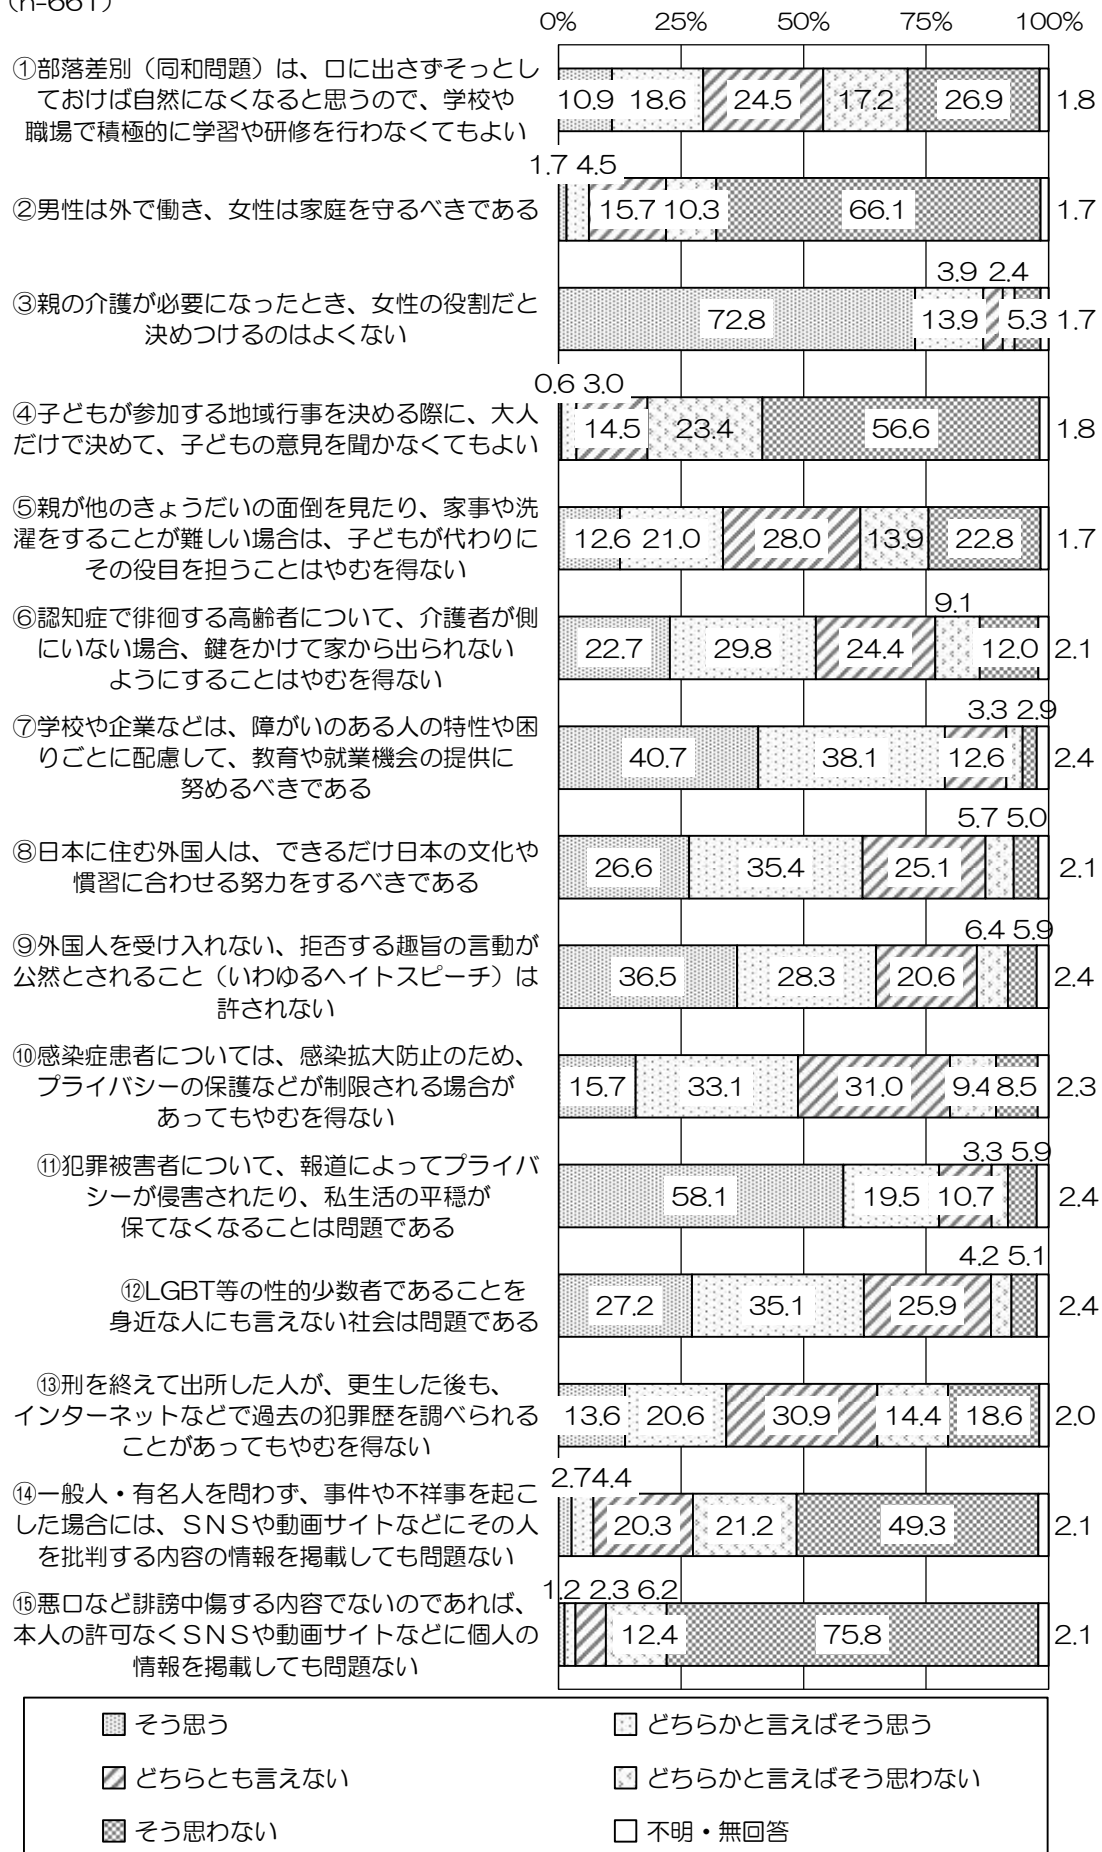 （n=661）
0% 25% 50% 75% 100%
①部落差別（同和問題）は、口に出さずそっとし
ておけば自然になくなると思うので、学校や
職場で積極的に学習や研修を行わなくてもよい
10.9 18.6 24.5 17.2 26.9 1.8
1.7 4.5
②男性は外で働き、女性は家庭を守るべきである
15.7 10.3 66.1 1.7
3.9 2.4
③親の介護が必要になったとき、女性の役割だと
決めつけるのはよくない
72.8 13.9 5.3 1.7
0.6 3.0
④子どもが参加する地域行事を決める際に、大人
だけで決めて、子どもの意見を聞かなくてもよい
14.5 23.4 56.6 1.8
⑤親が他のきょうだいの面倒を見たり、家事や洗
濯をすることが難しい場合は、子どもが代わりに
その役目を担うことはやむを得ない
12.6 21.0 28.0 13.9 22.8 1.7
9.1
⑥認知症で徘徊する高齢者について、介護者が側
にいない場合、鍵をかけて家から出られない
ようにすることはやむを得ない
22.7 29.8 24.4 12.0 2.1
3.3 2.9
⑦学校や企業などは、障がいのある人の特性や困
りごとに配慮して、教育や就業機会の提供に
努めるべきである
40.7 38.1 12.6 2.4
5.7 5.0
⑧日本に住む外国人は、できるだけ日本の文化や
慣習に合わせる努力をするべきである
26.6 35.4 25.1 2.1
6.4 5.9
⑨外国人を受け入れない、拒否する趣旨の言動が
公然とされること（いわゆるヘイトスピーチ）は
許されない
36.5 28.3 20.6 2.4
⑩感染症患者については、感染拡大防止のため、
プライバシーの保護などが制限される場合が
あってもやむを得ない
15.7 33.1 31.0 9.4 8.5 2.3
3.3 5.9
⑪犯罪被害者について、報道によってプライバ
シーが侵害されたり、私生活の平穏が
保てなくなることは問題である
58.1 19.5 10.7 2.4
4.2 5.1
⑫LGBT等の性的少数者であることを
身近な人にも言えない社会は問題である
27.2 35.1 25.9 2.4
⑬刑を終えて出所した人が、更生した後も、
インターネットなどで過去の犯罪歴を調べられる
ことがあってもやむを得ない
13.6 20.6 30.9 14.4 18.6 2.0
2.7 4.4
⑭一般人・有名人を問わず、事件や不祥事を起こ
した場合には、ＳＮＳや動画サイトなどにその人
を批判する内容の情報を掲載しても問題ない
20.3 21.2 49.3 2.1
1.2 2.3 6.2
⑮悪口など誹謗中傷する内容でないのであれば、
本人の許可なくＳＮＳや動画サイトなどに個人の
情報を掲載しても問題ない
12.4 75.8 2.1
そう思う どちらかと言えばそう思う
どちらとも言えない どちらかと言えばそう思わない
そう思わない 不明・無回答